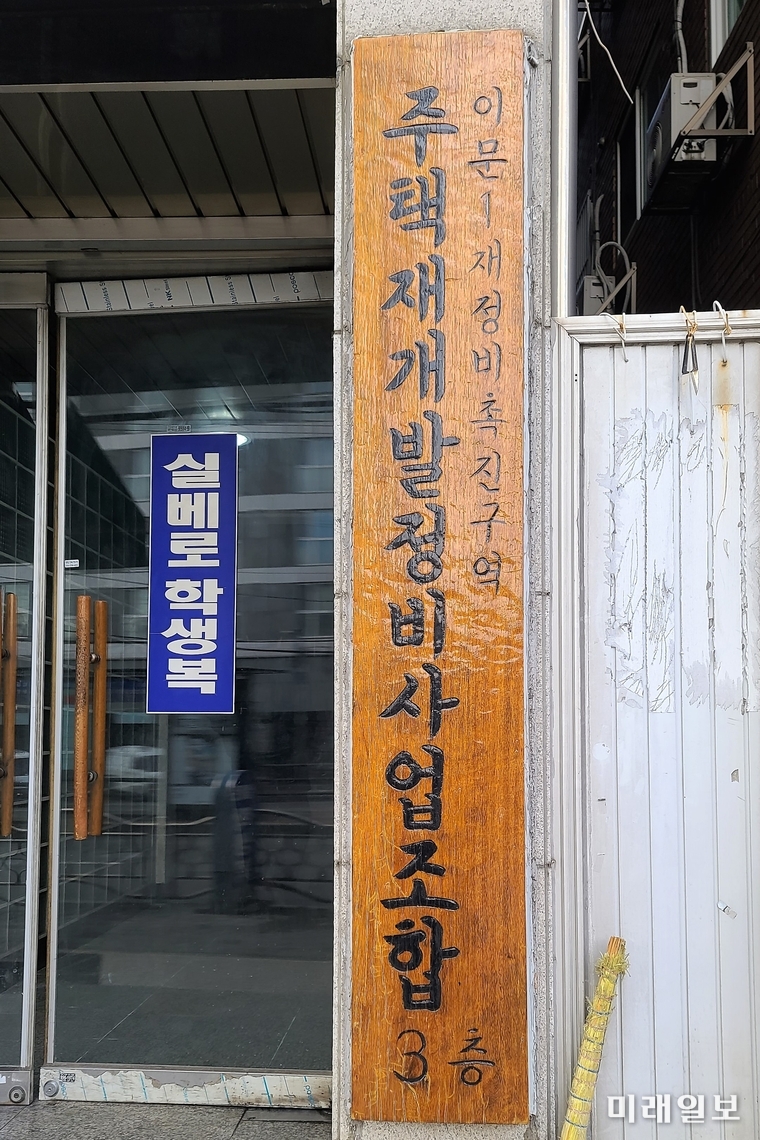 이문1재정비촉진구역
주택재개발정비사업조합
3층
실베로 학생복
미래일보